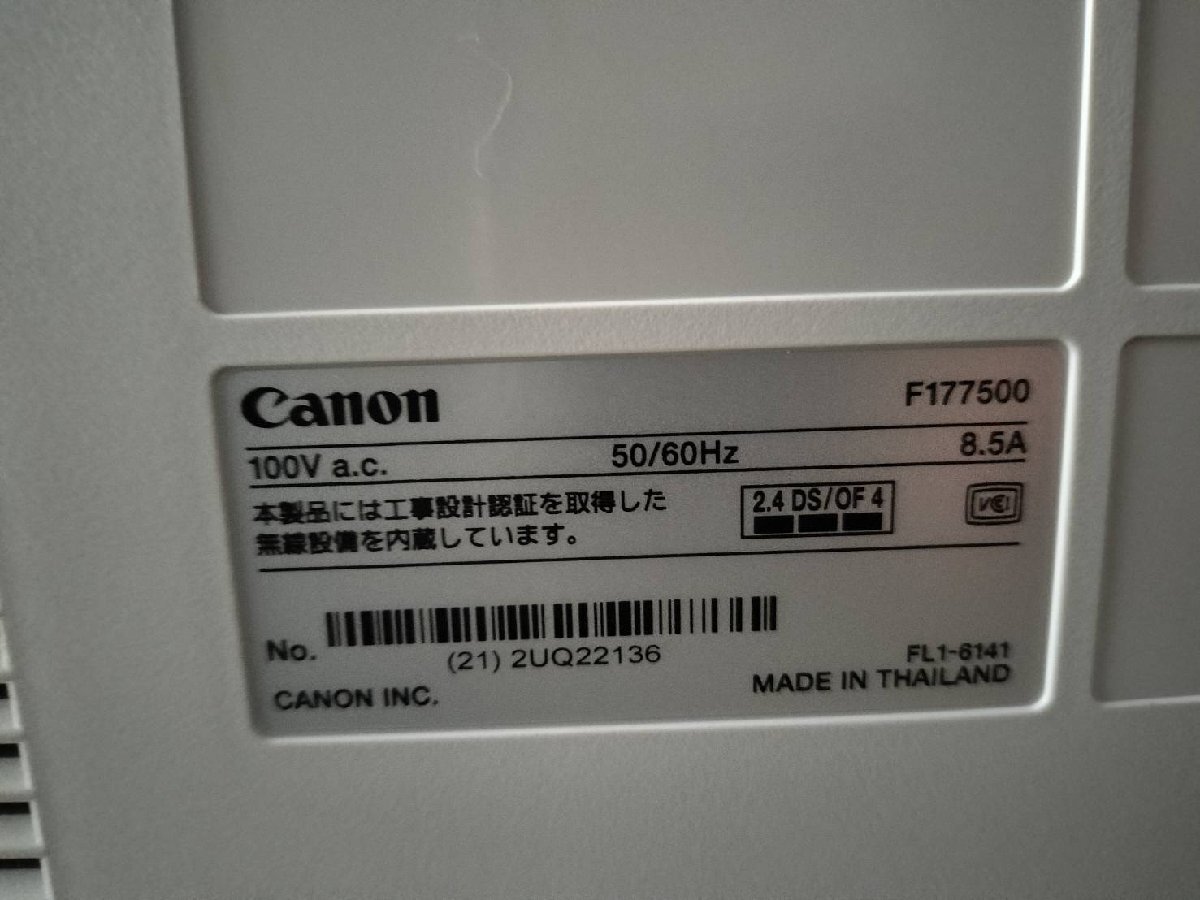 Canon F177500
100V a.c. 50/60Hz 8.5A
本製品には工事設計認証を取得した
無線設備を内蔵しています。
2.4 DS/OF 4
VCI
No.
(21) 2UQ22136
FL1-6141
CANON INC. MADE IN THAILAND